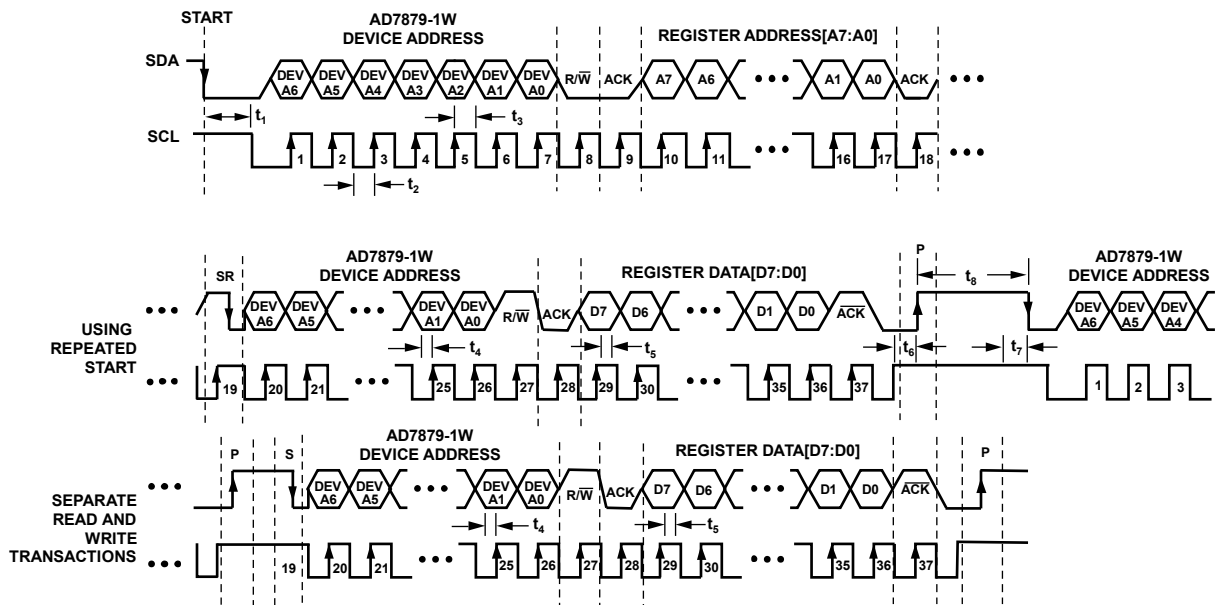 START
AD7879-1W
DEVICE ADDRESS
REGISTER ADDRESS[A7:A0]
SDA
DEV A6 DEV A5 DEV A4 DEV A3 DEV A2 DEV A1 DEV A0 R/W̅ ACK A7 A6 ••• A1 A0 ACK •••
t1 t3
SCL
1 2 3 4 5 6 7 8 9 10 11 ••• 16 17 18 •••
t2
AD7879-1W
DEVICE ADDRESS
REGISTER DATA[D7:D0]
AD7879-1W
DEVICE ADDRESS
SR P t8
••• DEV A6 DEV A5 ••• DEV A1 DEV A0 R/W̅ ACK D7 D6 ••• D1 D0 A̅C̅K̅ DEV A6 DEV A5 DEV A4
USING
REPEATED
START
t4 t5 t6 t7
••• 19 20 21 ••• 25 26 27 28 29 30 ••• 35 36 37 1 2 3 •••
AD7879-1W
DEVICE ADDRESS
REGISTER DATA[D7:D0]
P S P
••• DEV A6 DEV A5 ••• DEV A1 DEV A0 R/W̅ ACK D7 D6 ••• D1 D0 A̅C̅K̅
SEPARATE
READ AND
WRITE
TRANSACTIONS
t4 t5
••• 19 20 21 ••• 25 26 27 28 29 30 ••• 35 36 37